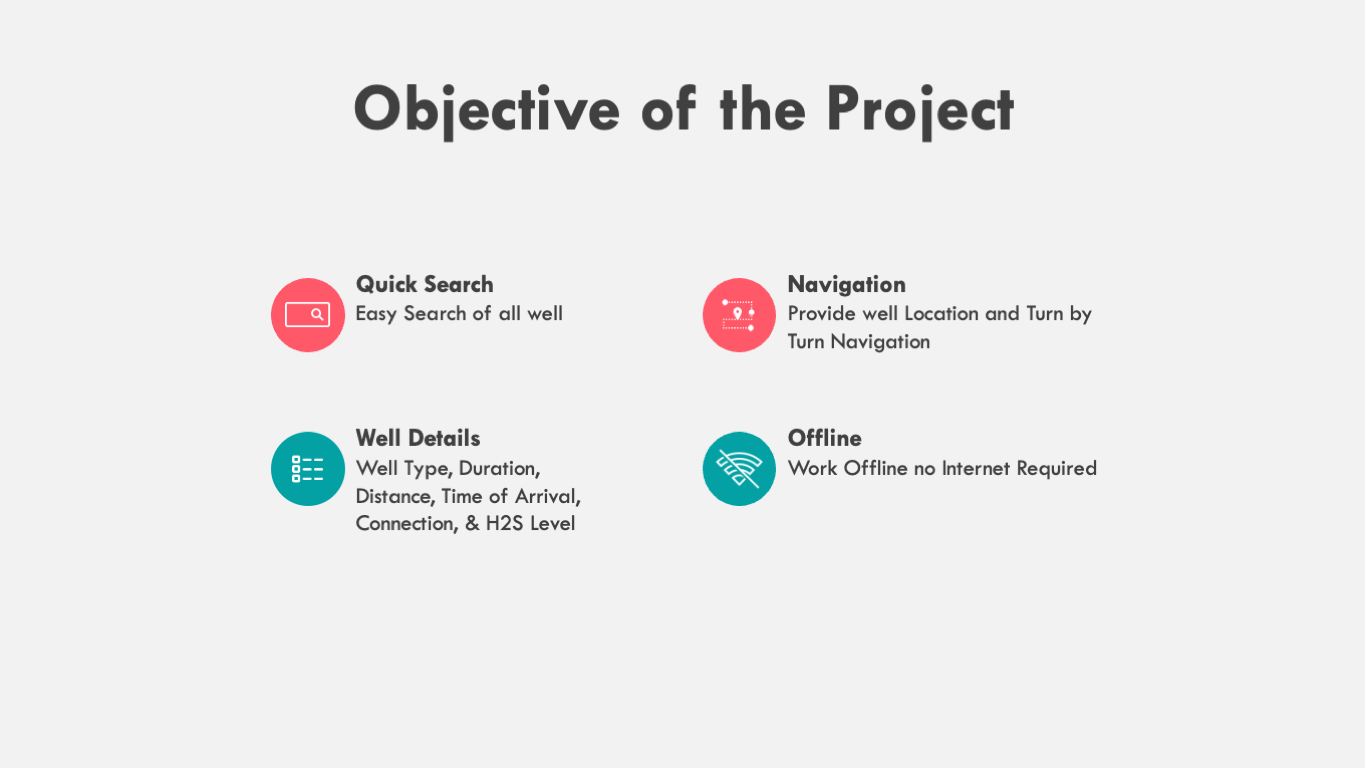 Objective of the Project
Quick Search
Easy Search of all well
Navigation
Provide well Location and Turn by
Turn Navigation
Well Details
Well Type, Duration,
Distance, Time of Arrival,
Connection, & H2S Level
Offline
Work Offline no Internet Required